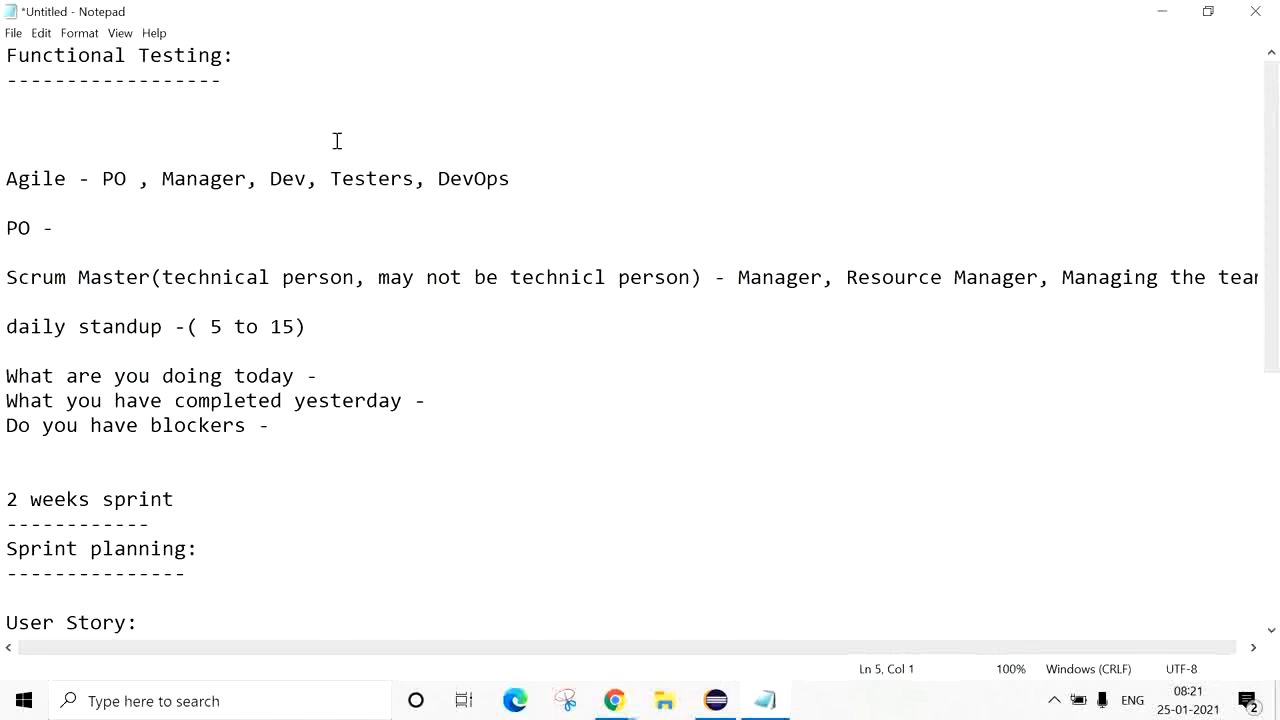 *Untitled - Notepad
File Edit Format View Help
Functional Testing:
------------------
Agile - PO , Manager, Dev, Testers, DevOps
PO -
Scrum Master(technical person, may not be technicl person) - Manager, Resource Manager, Managing the
daily standup -( 5 to 15)
What are you doing today -
What you have completed yesterday -
Do you have blockers -
2 weeks sprint
------------
Sprint planning:
---------------
User Story:
Ln 5, Col 1 100% Windows (CRLF) UTF-8
Type here to search
ENG
08:21
25-01-2021
2